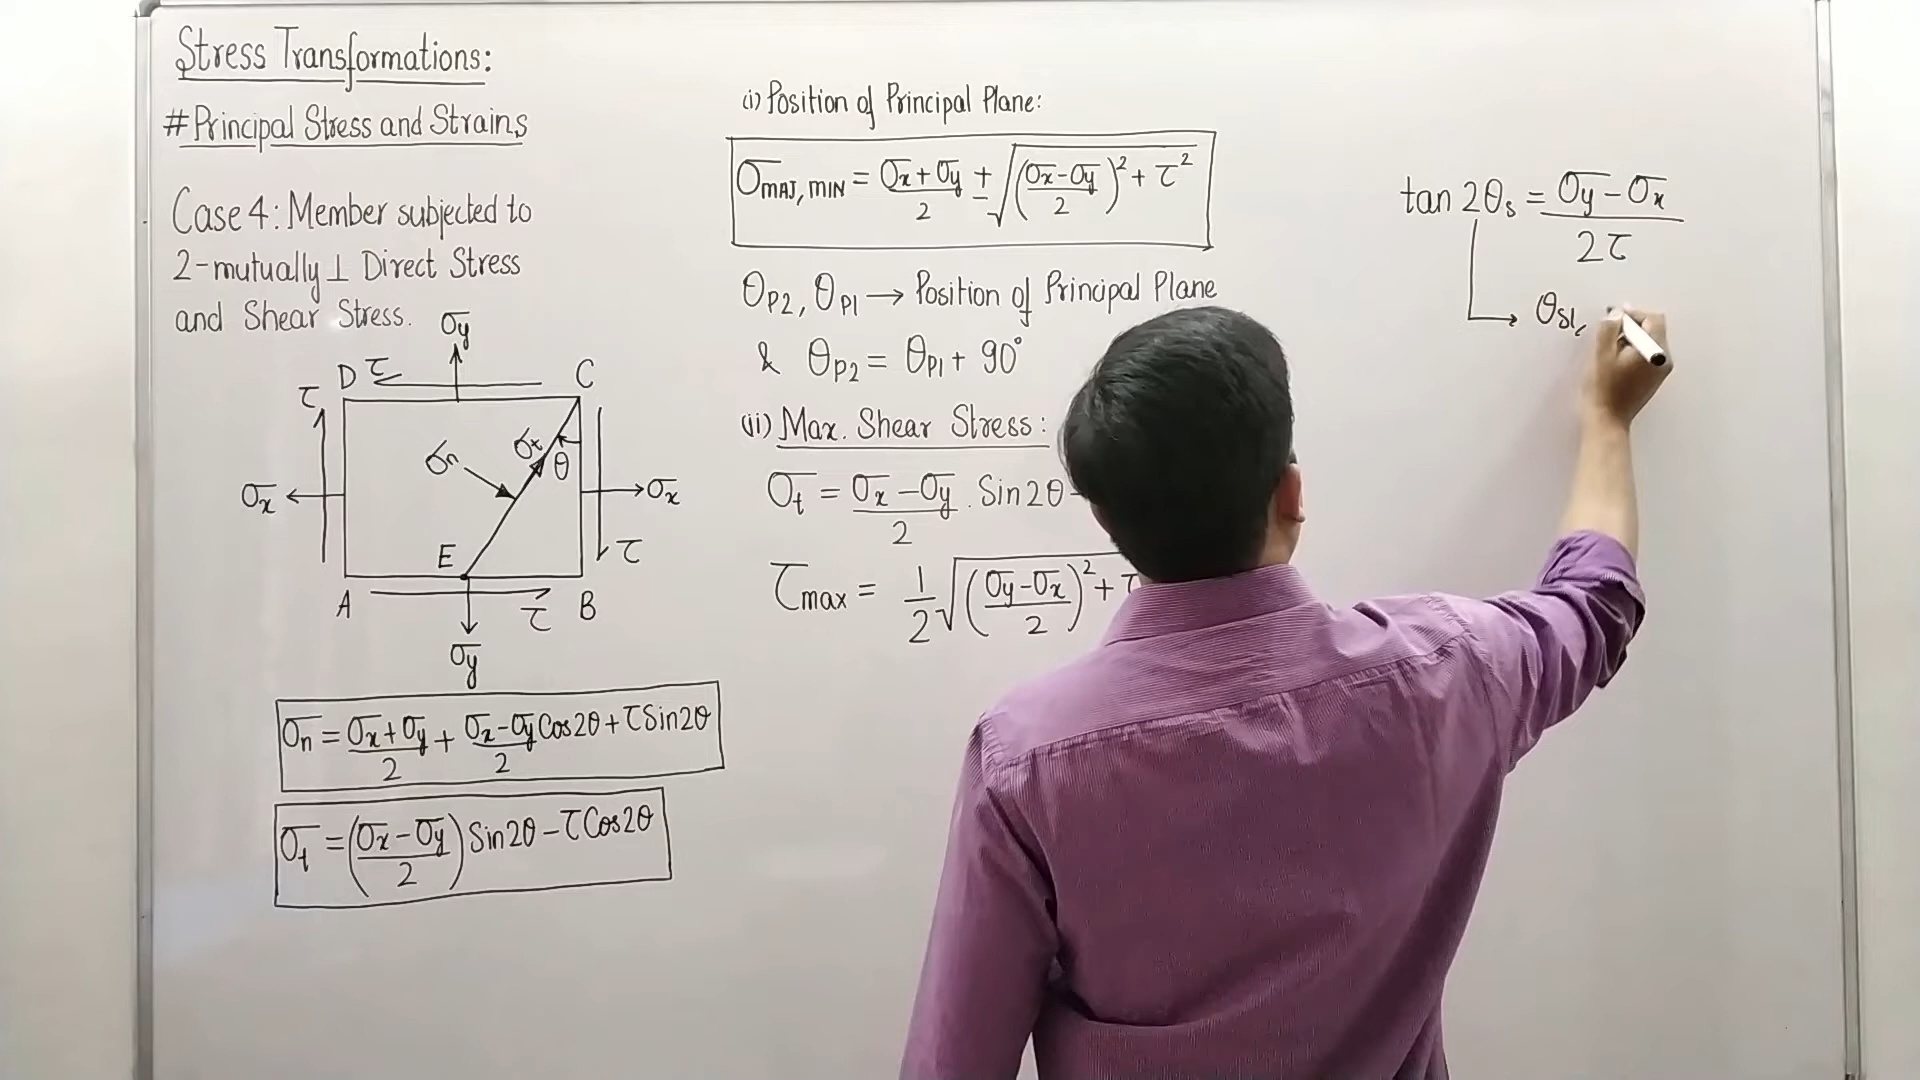 Stress Transformations:
#Principal Stress and Strains
Case 4: Member subjected to
2-mutually ⊥ Direct Stress
and Shear Stress.
σy
D τ C
τ
σt
σn θ
σx σx
E τ
A τ B
σy
σn = (σx+σy)/2 + (σx-σy)/2 Cos2θ + τSin2θ
σt = ((σx-σy)/2) Sin2θ - τCos2θ
(i) Position of Principal Plane:
σMAJ, MIN = (σx+σy)/2 ± √(((σx-σy)/2)² + τ²)
θP2, θP1 → Position of Principal Plane
& θP2 = θP1 + 90°
(ii) Max. Shear Stress:
σt = (σx-σy)/2 . Sin2θ -
τmax = 1/2 √((σy-σx)/2)² + τ
tan 2θs = (σy-σx)/2τ
→ θs1,